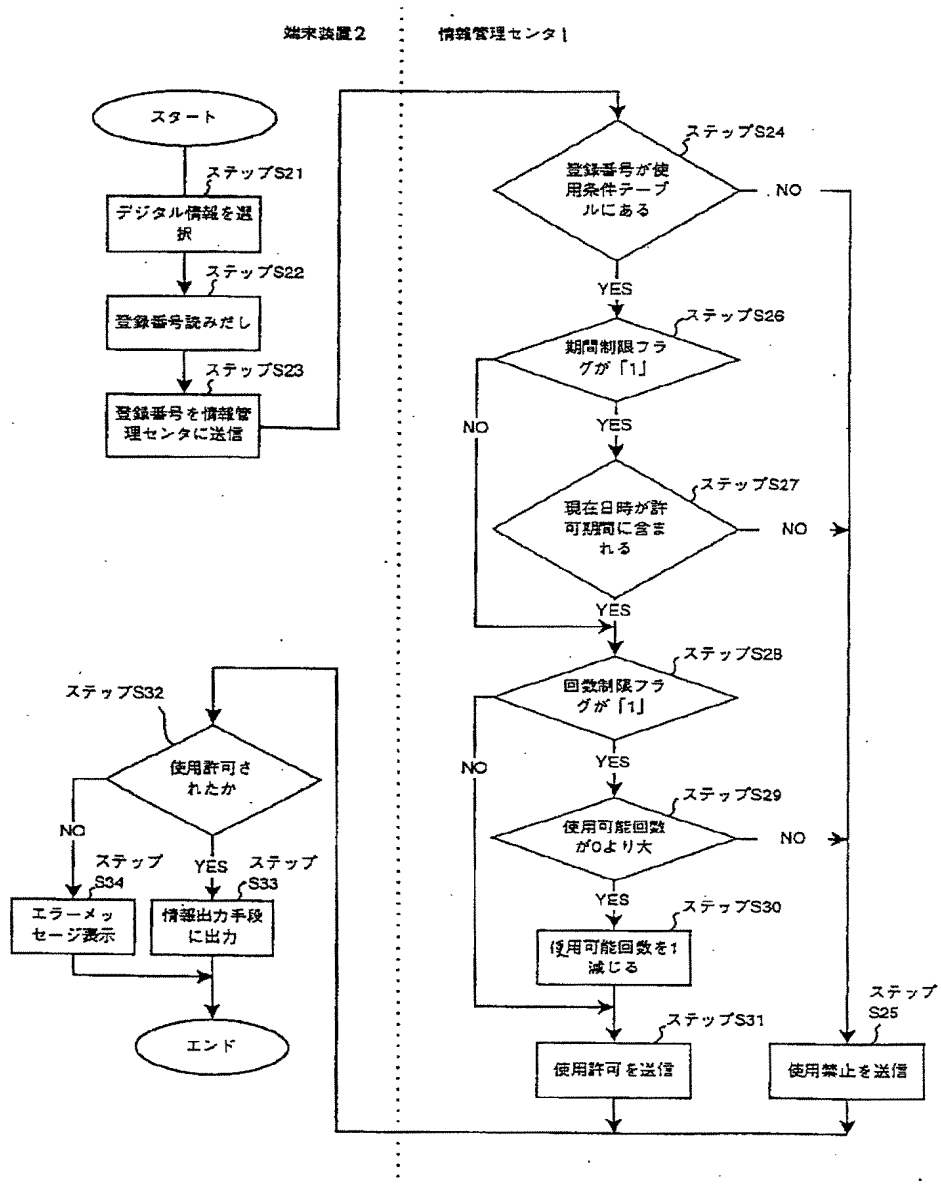 端末装置2
情報管理センタ1
スタート
ステップS21
デジタル情報を選
択
ステップS22
登録番号読みだし
ステップS23
登録番号を情報管
理センタに送信
ステップS24
登録番号が使
用条件テーブ
ルにある
NO
YES
ステップS26
期間制限フラ
グが「1」
NO
YES
ステップS27
現在日時が許
可期間に含ま
れる
NO
YES
ステップS28
回数制限フラ
グが「1」
NO
YES
ステップS29
使用可能回数
が0より大
NO
YES
ステップS30
使用可能回数を1
減じる
ステップS31
使用許可を送信
ステップ
S25
使用禁止を送信
ステップS32
使用許可さ
れたか
NO
YES
ステップ
S34
エラーメッ
セージ表示
ステップ
S33
情報出力手段
に出力
エンド